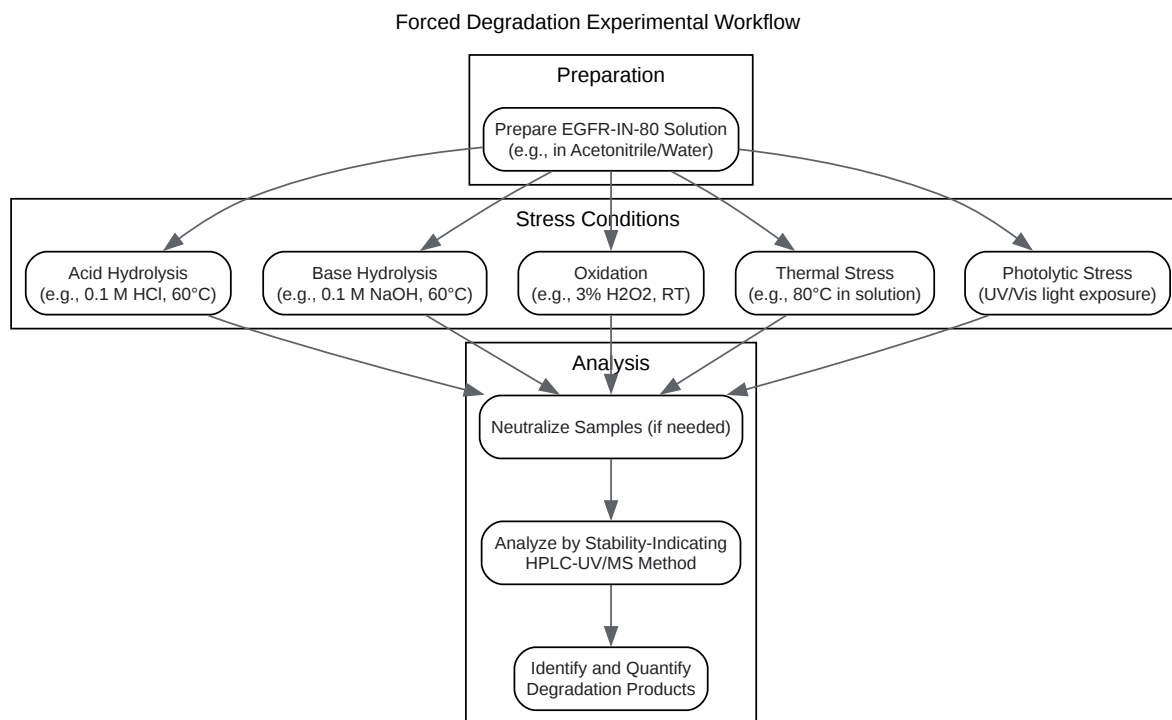 Forced Degradation Experimental Workflow
Preparation
Prepare EGFR-IN-80 Solution
(e.g., in Acetonitrile/Water)
Stress Conditions
Acid Hydrolysis
(e.g., 0.1 M HCl, 60°C)
Base Hydrolysis
(e.g., 0.1 M NaOH, 60°C)
Oxidation
(e.g., 3% H2O2, RT)
Thermal Stress
(e.g., 80°C in solution)
Photolytic Stress
(UV/Vis light exposure)
Analysis
Neutralize Samples (if needed)
Analyze by Stability-Indicating
HPLC-UV/MS Method
Identify and Quantify
Degradation Products